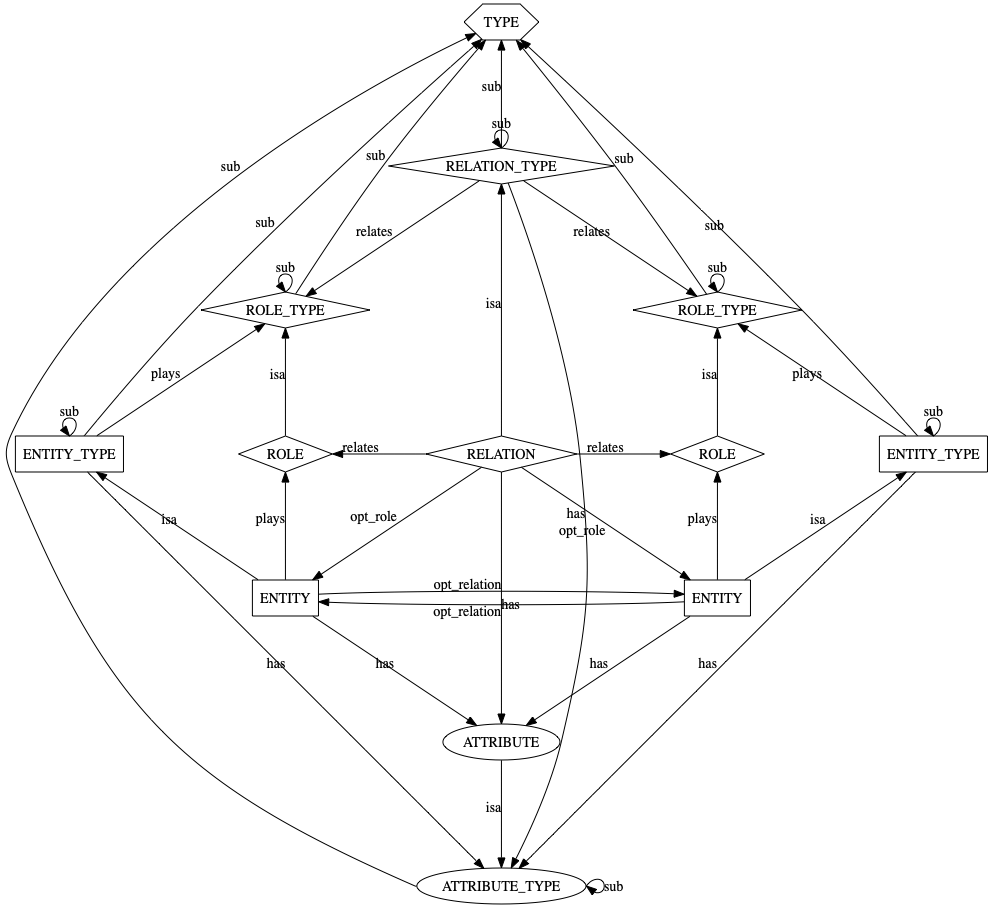 TYPE
sub
sub
RELATION_TYPE
sub
sub
sub
sub
sub
relates
relates
sub
sub
ROLE_TYPE
ROLE_TYPE
isa
plays
isa
isa
plays
sub
sub
ENTITY_TYPE
ROLE
relates
RELATION
relates
ROLE
ENTITY_TYPE
isa
plays
opt_role
has
opt_role
plays
isa
ENTITY
opt_relation
has
opt_relation
ENTITY
has
has
has
has
ATTRIBUTE
isa
ATTRIBUTE_TYPE
sub